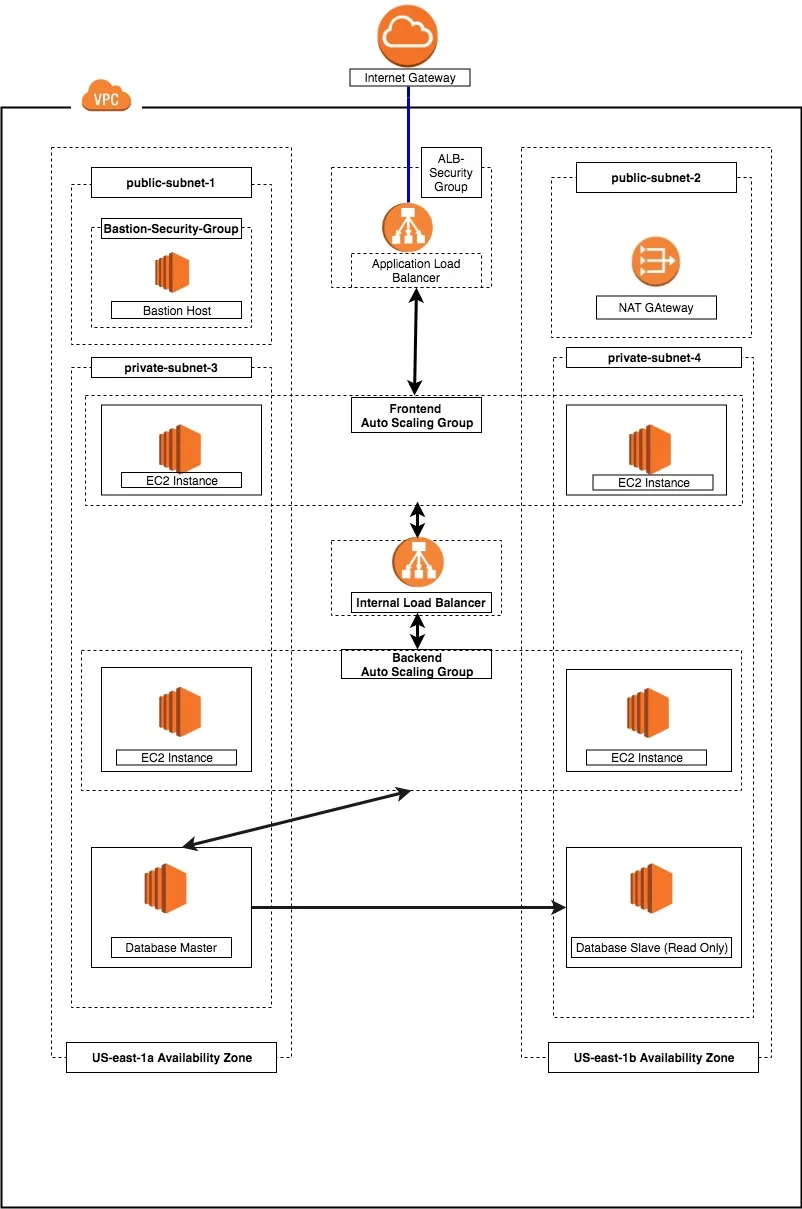 Internet Gateway
VPC
ALB-
Security
Group
public-subnet-1
public-subnet-2
Bastion-Security-Group
Application Load
Balancer
Bastion Host
NAT GAteway
private-subnet-3
private-subnet-4
Frontend
Auto Scaling Group
EC2 Instance
EC2 Instance
Internal Load Balancer
Backend
Auto Scaling Group
EC2 Instance
EC2 Instance
Database Master
Database Slave (Read Only)
US-east-1a Availability Zone
US-east-1b Availability Zone